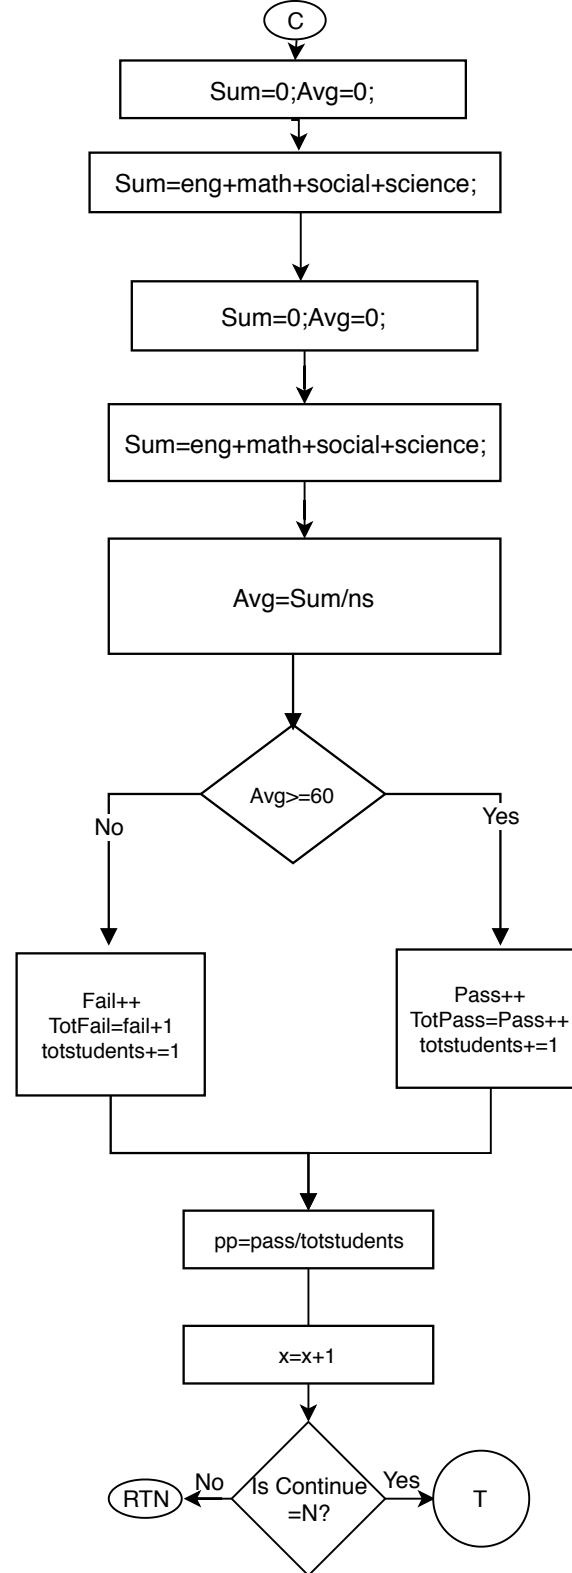 C
Sum=0;Avg=0;
Sum=eng+math+social+science;
Sum=0;Avg=0;
Sum=eng+math+social+science;
Avg=Sum/ns
Avg>=60
No
Yes
Fail++
TotFail=fail+1
totstudents+=1
Pass++
TotPass=Pass++
totstudents+=1
pp=pass/totstudents
x=x+1
Is Continue
=N?
No
Yes
RTN
T